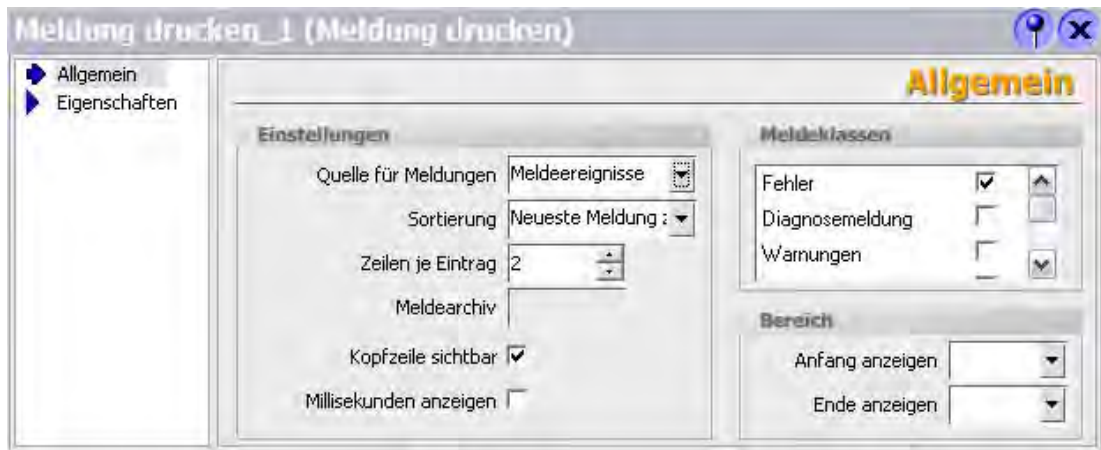 Meldung drucken_1 (Meldung drucken)
Allgemein
Eigenschaften
Allgemein
Einstellungen
Quelle für Meldungen Meldeereignisse
Sortierung Neueste Meldung z
Zeilen je Eintrag 2
Meldearchiv
Kopfzeile sichtbar
Millisekunden anzeigen
Meldeklassen
Fehler
Diagnosemeldung
Warnungen
Bereich
Anfang anzeigen
Ende anzeigen